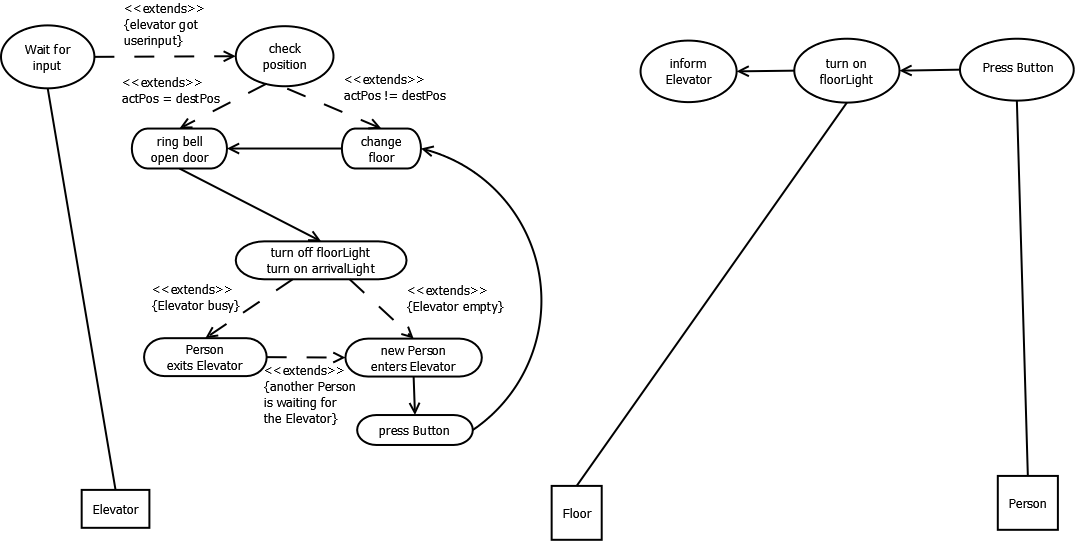 <<extends>>
{elevator got
userinput}
Wait for
input
check
position
<<extends>>
actPos = destPos
<<extends>>
actPos != destPos
ring bell
open door
change
floor
turn off floorLight
turn on arrivalLight
<<extends>>
{Elevator busy}
<<extends>>
{Elevator empty}
Person
exits Elevator
new Person
enters Elevator
<<extends>>
{another Person
is waiting for
the Elevator}
press Button
Elevator
inform
Elevator
turn on
floorLight
Press Button
Floor
Person